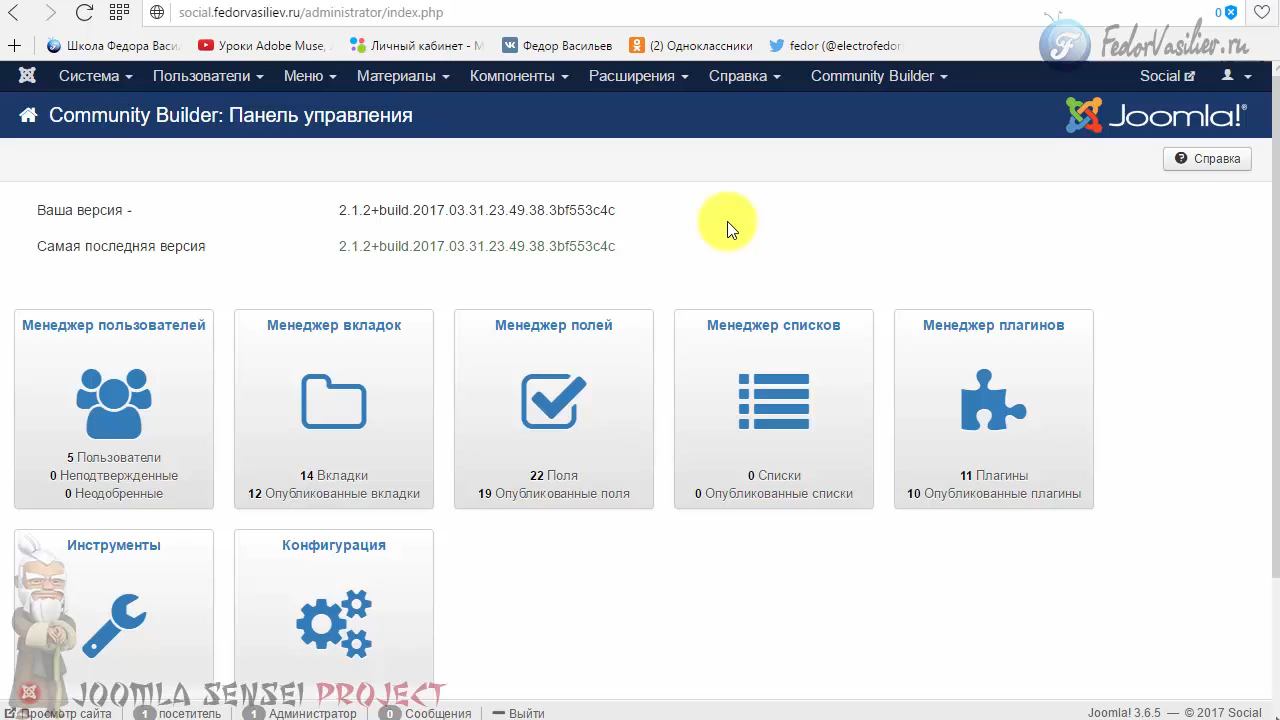 social.fedorvasiliev.ru/administrator/index.php
0
Школа Федора Васи
Уроки Adobe Muse,
Личный кабинет - М
Федор Васильев
(2) Одноклассники
fedor (@electrofedor
FedorVasiliev.ru
Система
Пользователи
Меню
Материалы
Компоненты
Расширения
Справка
Community Builder
Social
Community Builder: Панель управления
Joomla!®
Справка
Ваша версия - 2.1.2+build.2017.03.31.23.49.38.3bf553c4c
Самая последняя версия 2.1.2+build.2017.03.31.23.49.38.3bf553c4c
Менеджер пользователей
5 Пользователи
0 Неподтвержденные
0 Неодобренные
Менеджер вкладок
14 Вкладки
12 Опубликованные вкладки
Менеджер полей
22 Поля
19 Опубликованные поля
Менеджер списков
0 Списки
0 Опубликованные списки
Менеджер плагинов
11 Плагины
10 Опубликованные плагины
Инструменты
Конфигурация
JOOMLA SENSEI PROJECT
Просмотр сайта
1 посетитель
1 Администратор
0 Сообщения
Выйти
Joomla! 3.6.5 — © 2017 Social